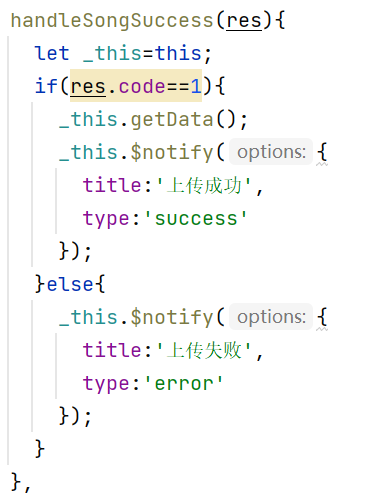 handleSongSuccess(res){
let _this=this;
if(res.code==1){
_this.getData();
_this.$notify( options: {
title:'上传成功',
type:'success'
});
}else{
_this.$notify( options: {
title:'上传失败',
type:'error'
});
}
},